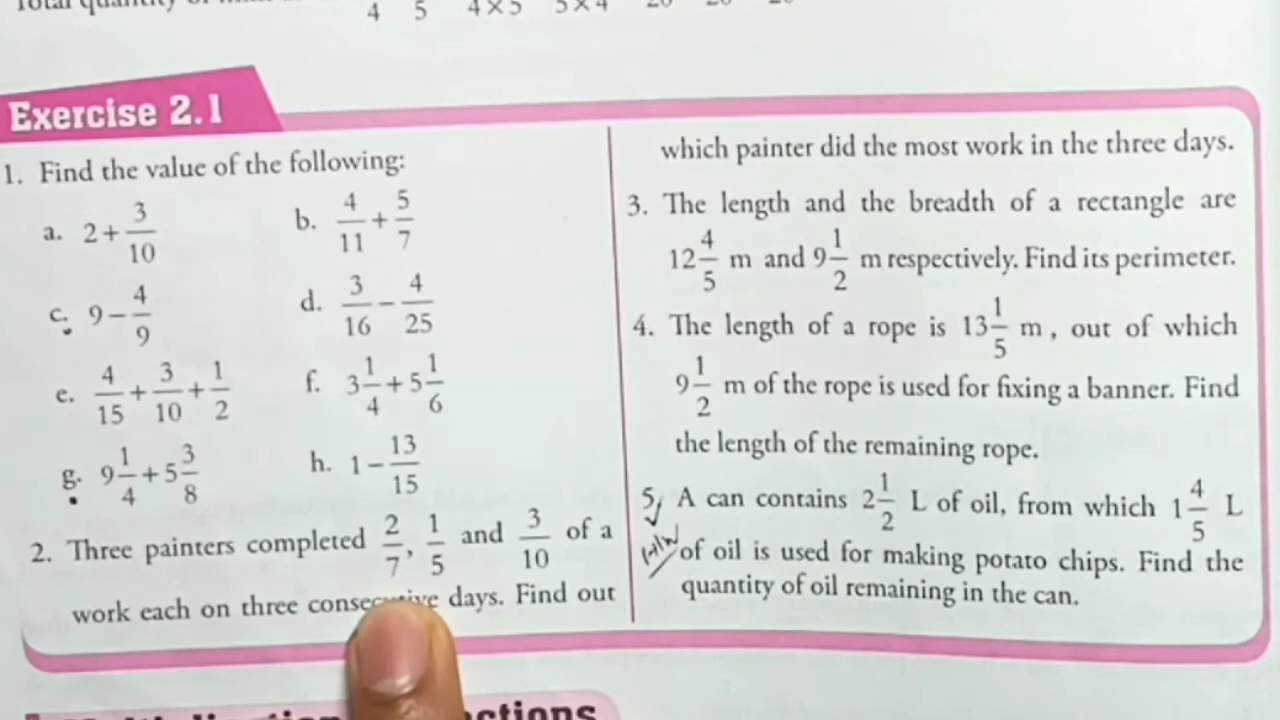 4 5 4×5 5×4
Exercise 2.1
1. Find the value of the following:
a. 2 + 3/10
b. 4/11 + 5/7
c. 9 − 4/9
d. 3/16 − 4/25
e. 4/15 + 3/10 + 1/2
f. 3 1/4 + 5 1/6
g. 9 1/4 + 5 3/8
h. 1 − 13/15
2. Three painters completed 2/7, 1/5 and 3/10 of a
work each on three consecutive days. Find out
which painter did the most work in the three days.
3. The length and the breadth of a rectangle are
12 4/5 m and 9 1/2 m respectively. Find its perimeter.
4. The length of a rope is 13 1/5 m, out of which
9 1/2 m of the rope is used for fixing a banner. Find
the length of the remaining rope.
5. A can contains 2 1/2 L of oil, from which 1 4/5 L
H/W of oil is used for making potato chips. Find the
quantity of oil remaining in the can.